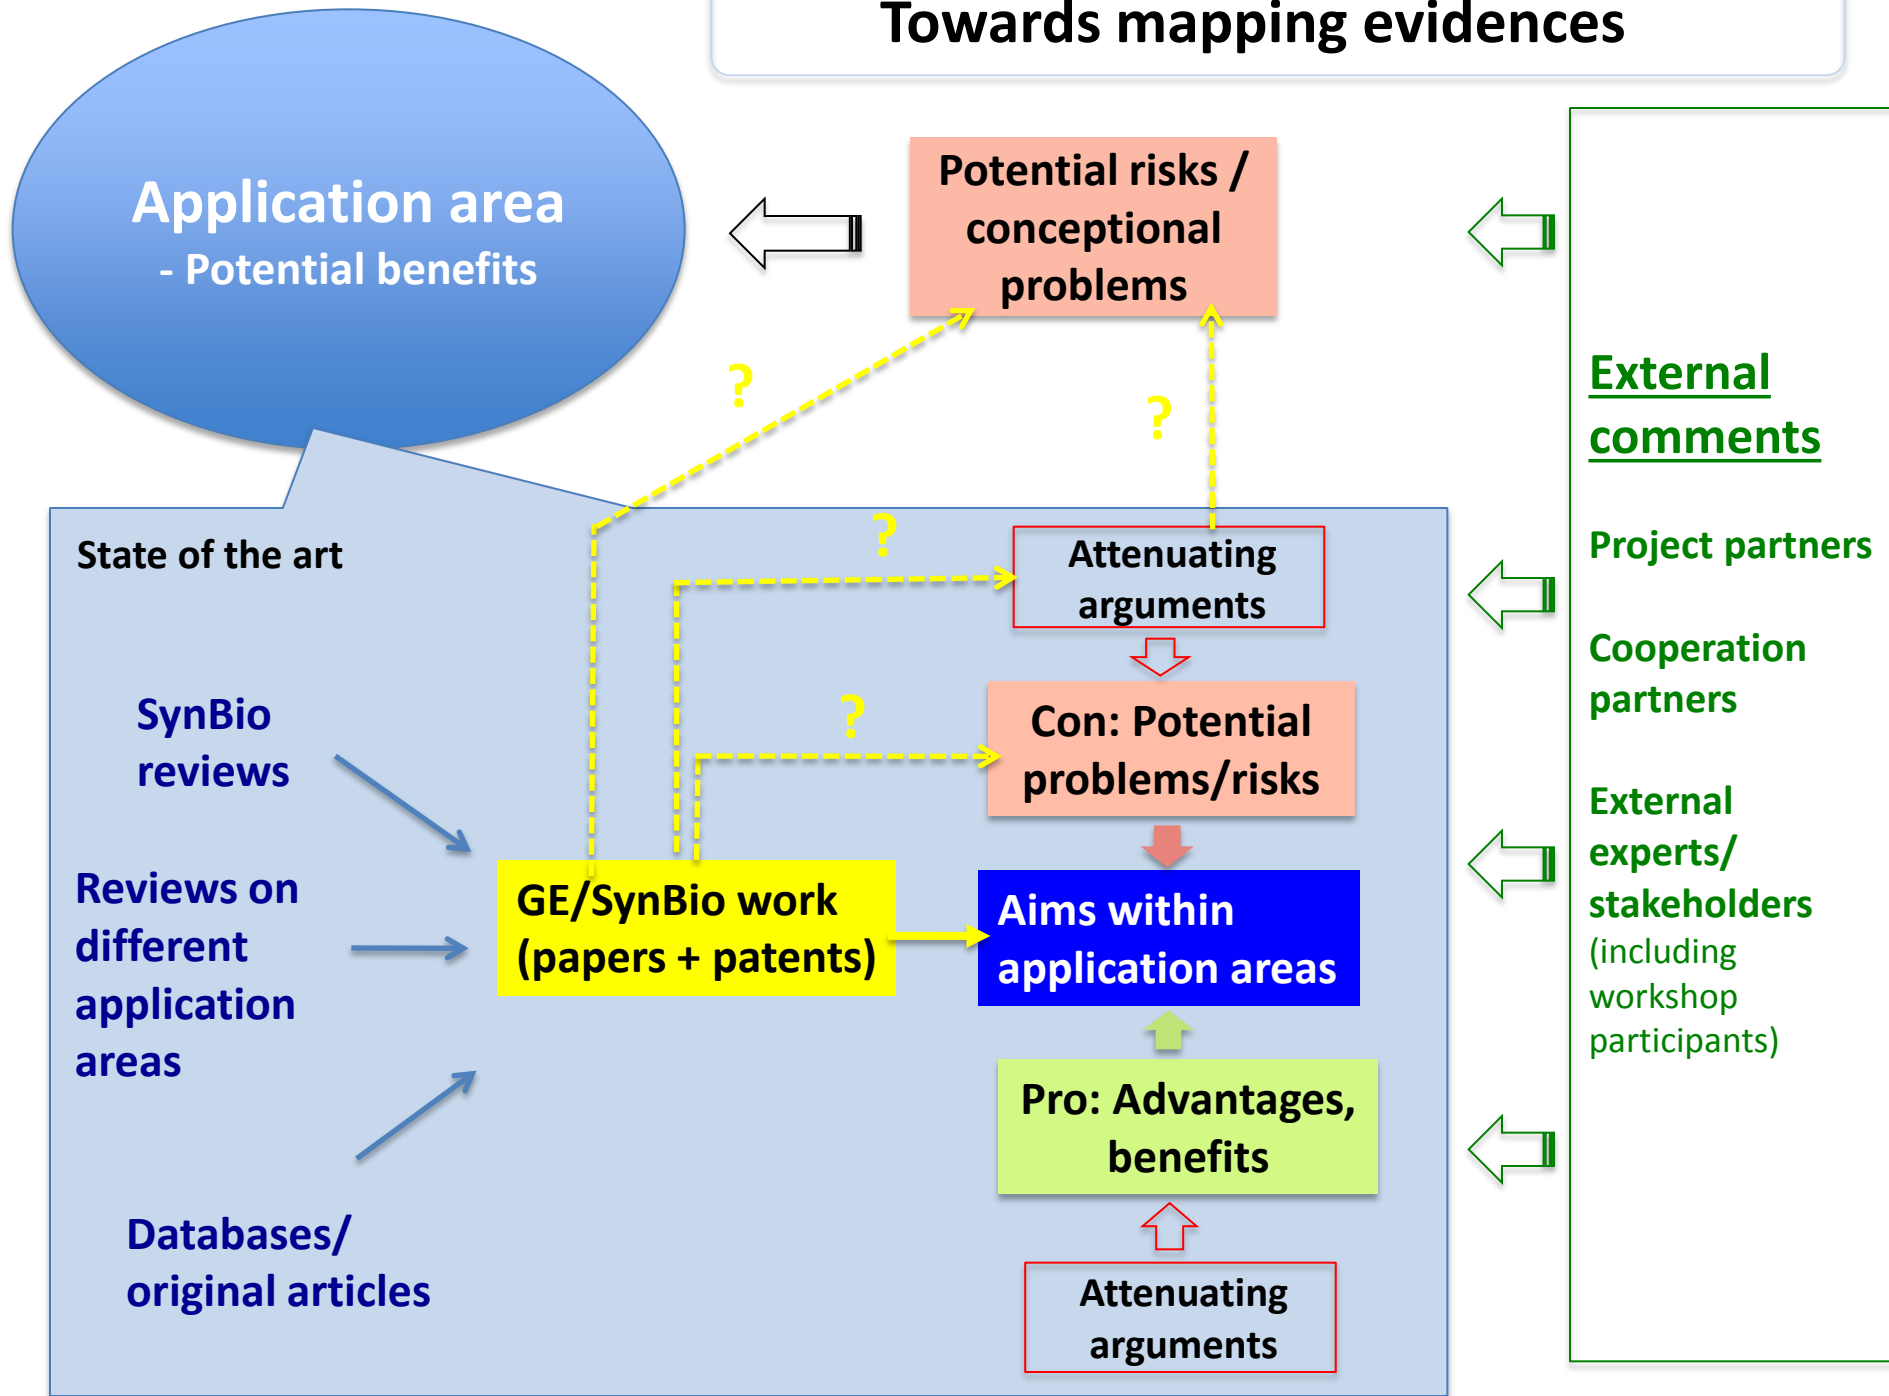 Towards mapping evidences
Application area
- Potential benefits
Potential risks /
conceptional
problems
?
?
External
comments
Project partners
Cooperation
partners
External
experts/
stakeholders
(including
workshop
participants)
State of the art
?
Attenuating
arguments
SynBio
reviews
?
Con: Potential
problems/risks
Reviews on
different
application
areas
GE/SynBio work
(papers + patents)
Aims within
application areas
Pro: Advantages,
benefits
Databases/
original articles
Attenuating
arguments